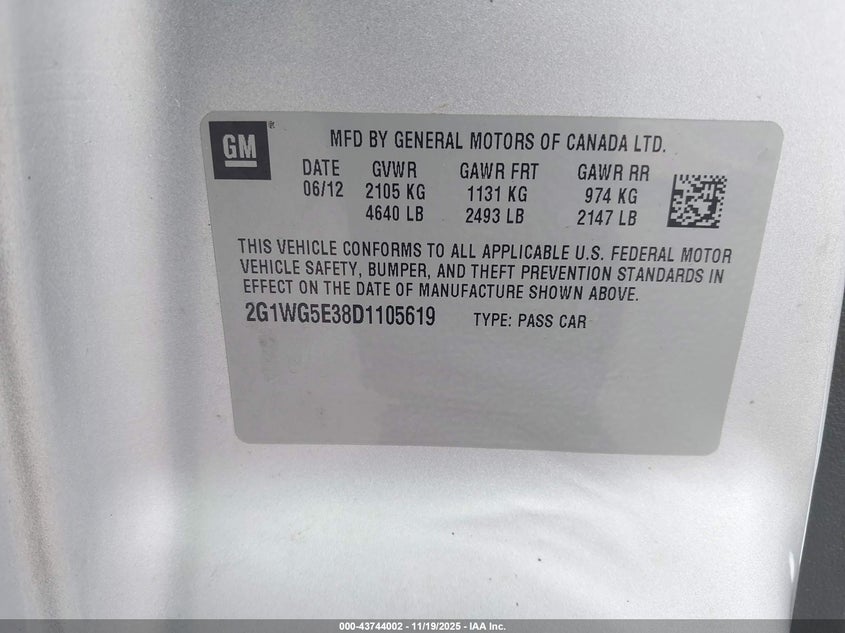 GM
MFD BY GENERAL MOTORS OF CANADA LTD.
DATE GVWR GAWR FRT GAWR RR
06/12 2105 KG 1131 KG 974 KG
4640 LB 2493 LB 2147 LB
THIS VEHICLE CONFORMS TO ALL APPLICABLE U.S. FEDERAL MOTOR
VEHICLE SAFETY, BUMPER, AND THEFT PREVENTION STANDARDS IN
EFFECT ON THE DATE OF MANUFACTURE SHOWN ABOVE.
2G1WG5E38D1105619 TYPE: PASS CAR
000-43744002 - 11/19/2025 - IAA Inc.